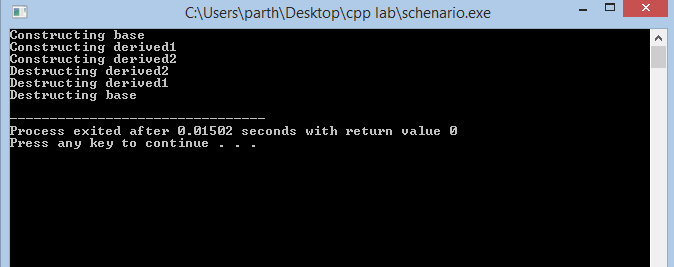 C:\Users\parth\Desktop\cpp lab\schenario.exe
Constructing base
Constructing derived1
Constructing derived2
Destructing derived2
Destructing derived1
Destructing base
--------------------------------
Process exited after 0.01502 seconds with return value 0
Press any key to continue . . .